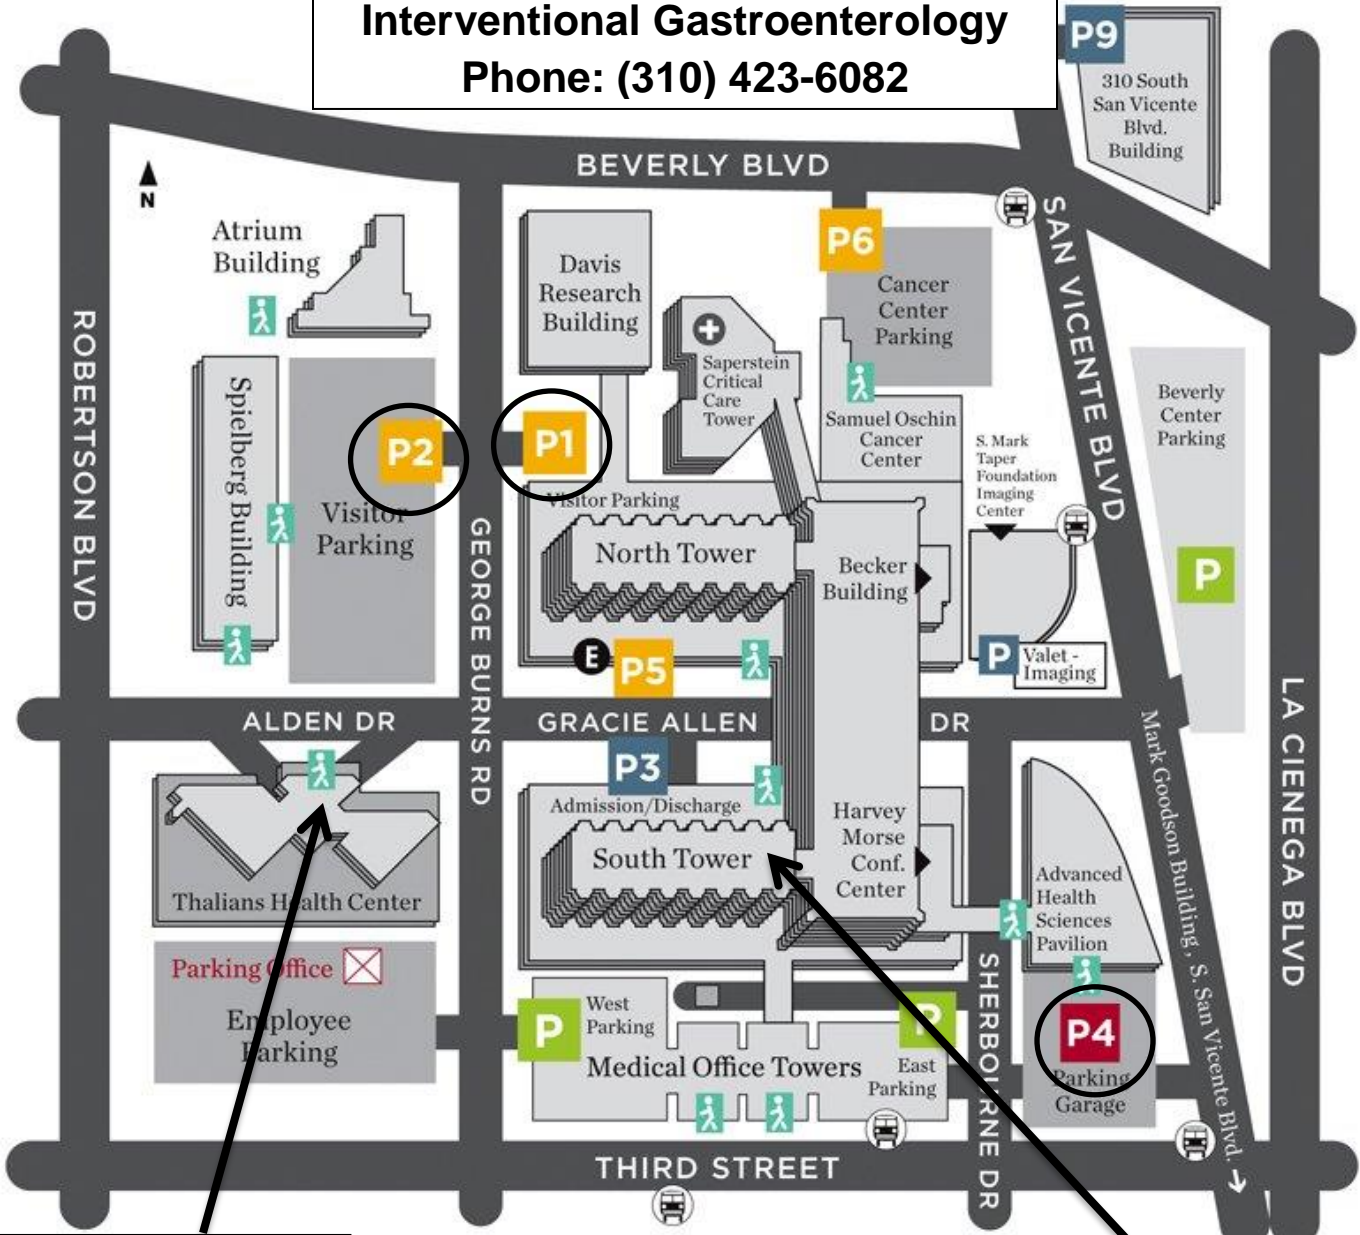 Interventional Gastroenterology
Phone: (310) 423-6082
P9
310 South
San Vicente
Blvd.
Building
BEVERLY BLVD
N
Atrium
Building
Davis
Research
Building
P6
Cancer
Center
Parking
SAN VICENTE BLVD
ROBERTSON BLVD
Saperstein
Critical
Care
Tower
Spielberg Building
P2
P1
Samuel Oschin
Cancer
Center
S. Mark
Taper
Foundation
Imaging
Center
Beverly
Center
Parking
Visitor
Parking
Visitor Parking
North Tower
Becker
Building
P
GEORGE BURNS RD
E
P5
P
Valet -
Imaging
ALDEN DR
GRACIE ALLEN
DR
LA CIENEGA BLVD
P3
Admission/Discharge
South Tower
Harvey
Morse
Conf.
Center
Mark Goodson Building, S. San Vicente Blvd.
Thalians Health Center
Advanced
Health
Sciences
Pavilion
Parking Office
Employee
Parking
P
West
Parking
P
SHERBOURNE DR
P4
Parking
Garage
Medical Office Towers
East
Parking
THIRD STREET